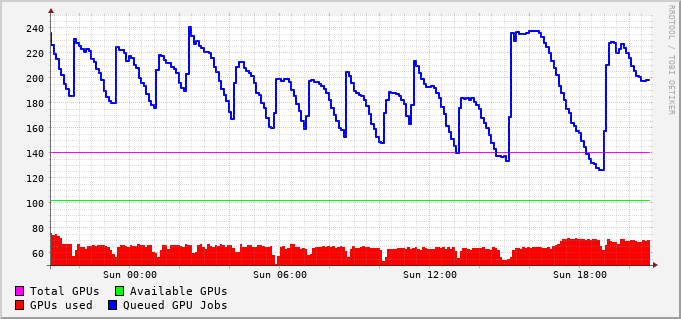 240
220
200
180
160
140
120
100
80
60
Sun 00:00 Sun 06:00 Sun 12:00 Sun 18:00
Total GPUs Available GPUs
GPUs used Queued GPU Jobs
RRDTOOL / TOBI OETIKER